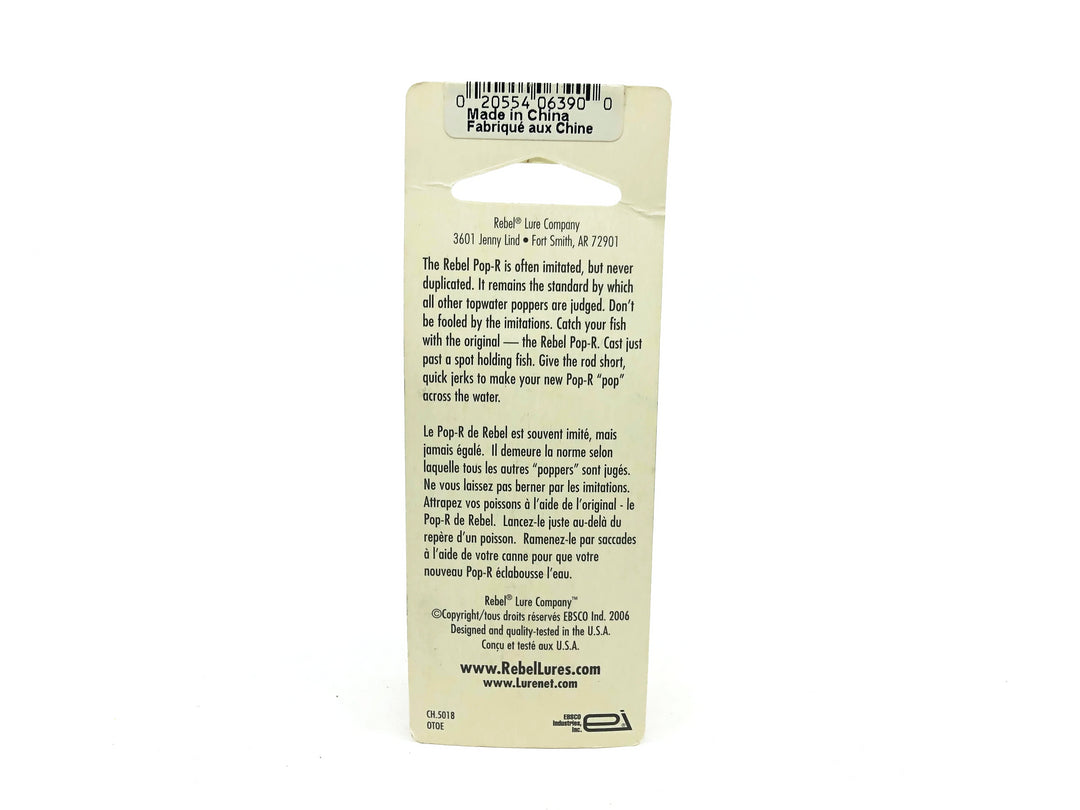 0 20554 06390 0
Made in China
Fabriqué aux Chine
Rebel® Lure Company
3601 Jenny Lind • Fort Smith, AR 72901
The Rebel Pop-R is often imitated, but never
duplicated. It remains the standard by which
all other topwater poppers are judged. Don't
be fooled by the imitations. Catch your fish
with the original — the Rebel Pop-R. Cast just
past a spot holding fish. Give the rod short,
quick jerks to make your new Pop-R “pop”
across the water.
Le Pop-R de Rebel est souvent imité, mais
jamais égalé. Il demeure la norme selon
laquelle tous les autres “poppers” sont jugés.
Ne vous laissez pas berner par les imitations.
Attrapez vos poissons à l'aide de l'original - le
Pop-R de Rebel. Lancez-le juste au-delà du
repère d'un poisson. Ramenez-le par saccades
à l'aide de votre canne pour que votre
nouveau Pop-R éclabousse l'eau.
Rebel® Lure Company™
©Copyright/tous droits réservés EBSCO Ind. 2006
Designed and quality-tested in the U.S.A.
Conçu et testé aux U.S.A.
www.RebelLures.com
www.Lurenet.com
CH.5018
OTOE
EBSCO
Industries,
Inc.
ei®